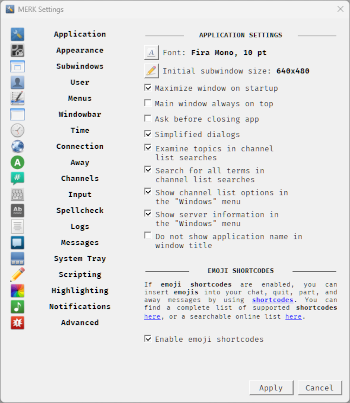 MERK Settings
Application
Appearance
Subwindows
User
Menus
Windowbar
Time
Connection
Away
Channels
Input
Spellcheck
Logs
Messages
System Tray
Scripting
Highlighting
Notifications
Advanced
APPLICATION SETTINGS
Font: Fira Mono, 10 pt
Initial subwindow size: 640x480
Maximize window on startup
Main window always on top
Ask before closing app
Simplified dialogs
Examine topics in channel
list searches
Search for all terms in
channel list searches
Show channel list options in
the "Windows" menu
Show server information in
the "Windows" menu
Do not show application name in
window title
EMOJI SHORTCODES
If emoji shortcodes are enabled, you can
insert emojis into your chat, quit, part, and
away messages by using shortcodes. You can
find a complete list of supported shortcodes
here, or a searchable online list here.
Enable emoji shortcodes
Apply
Cancel